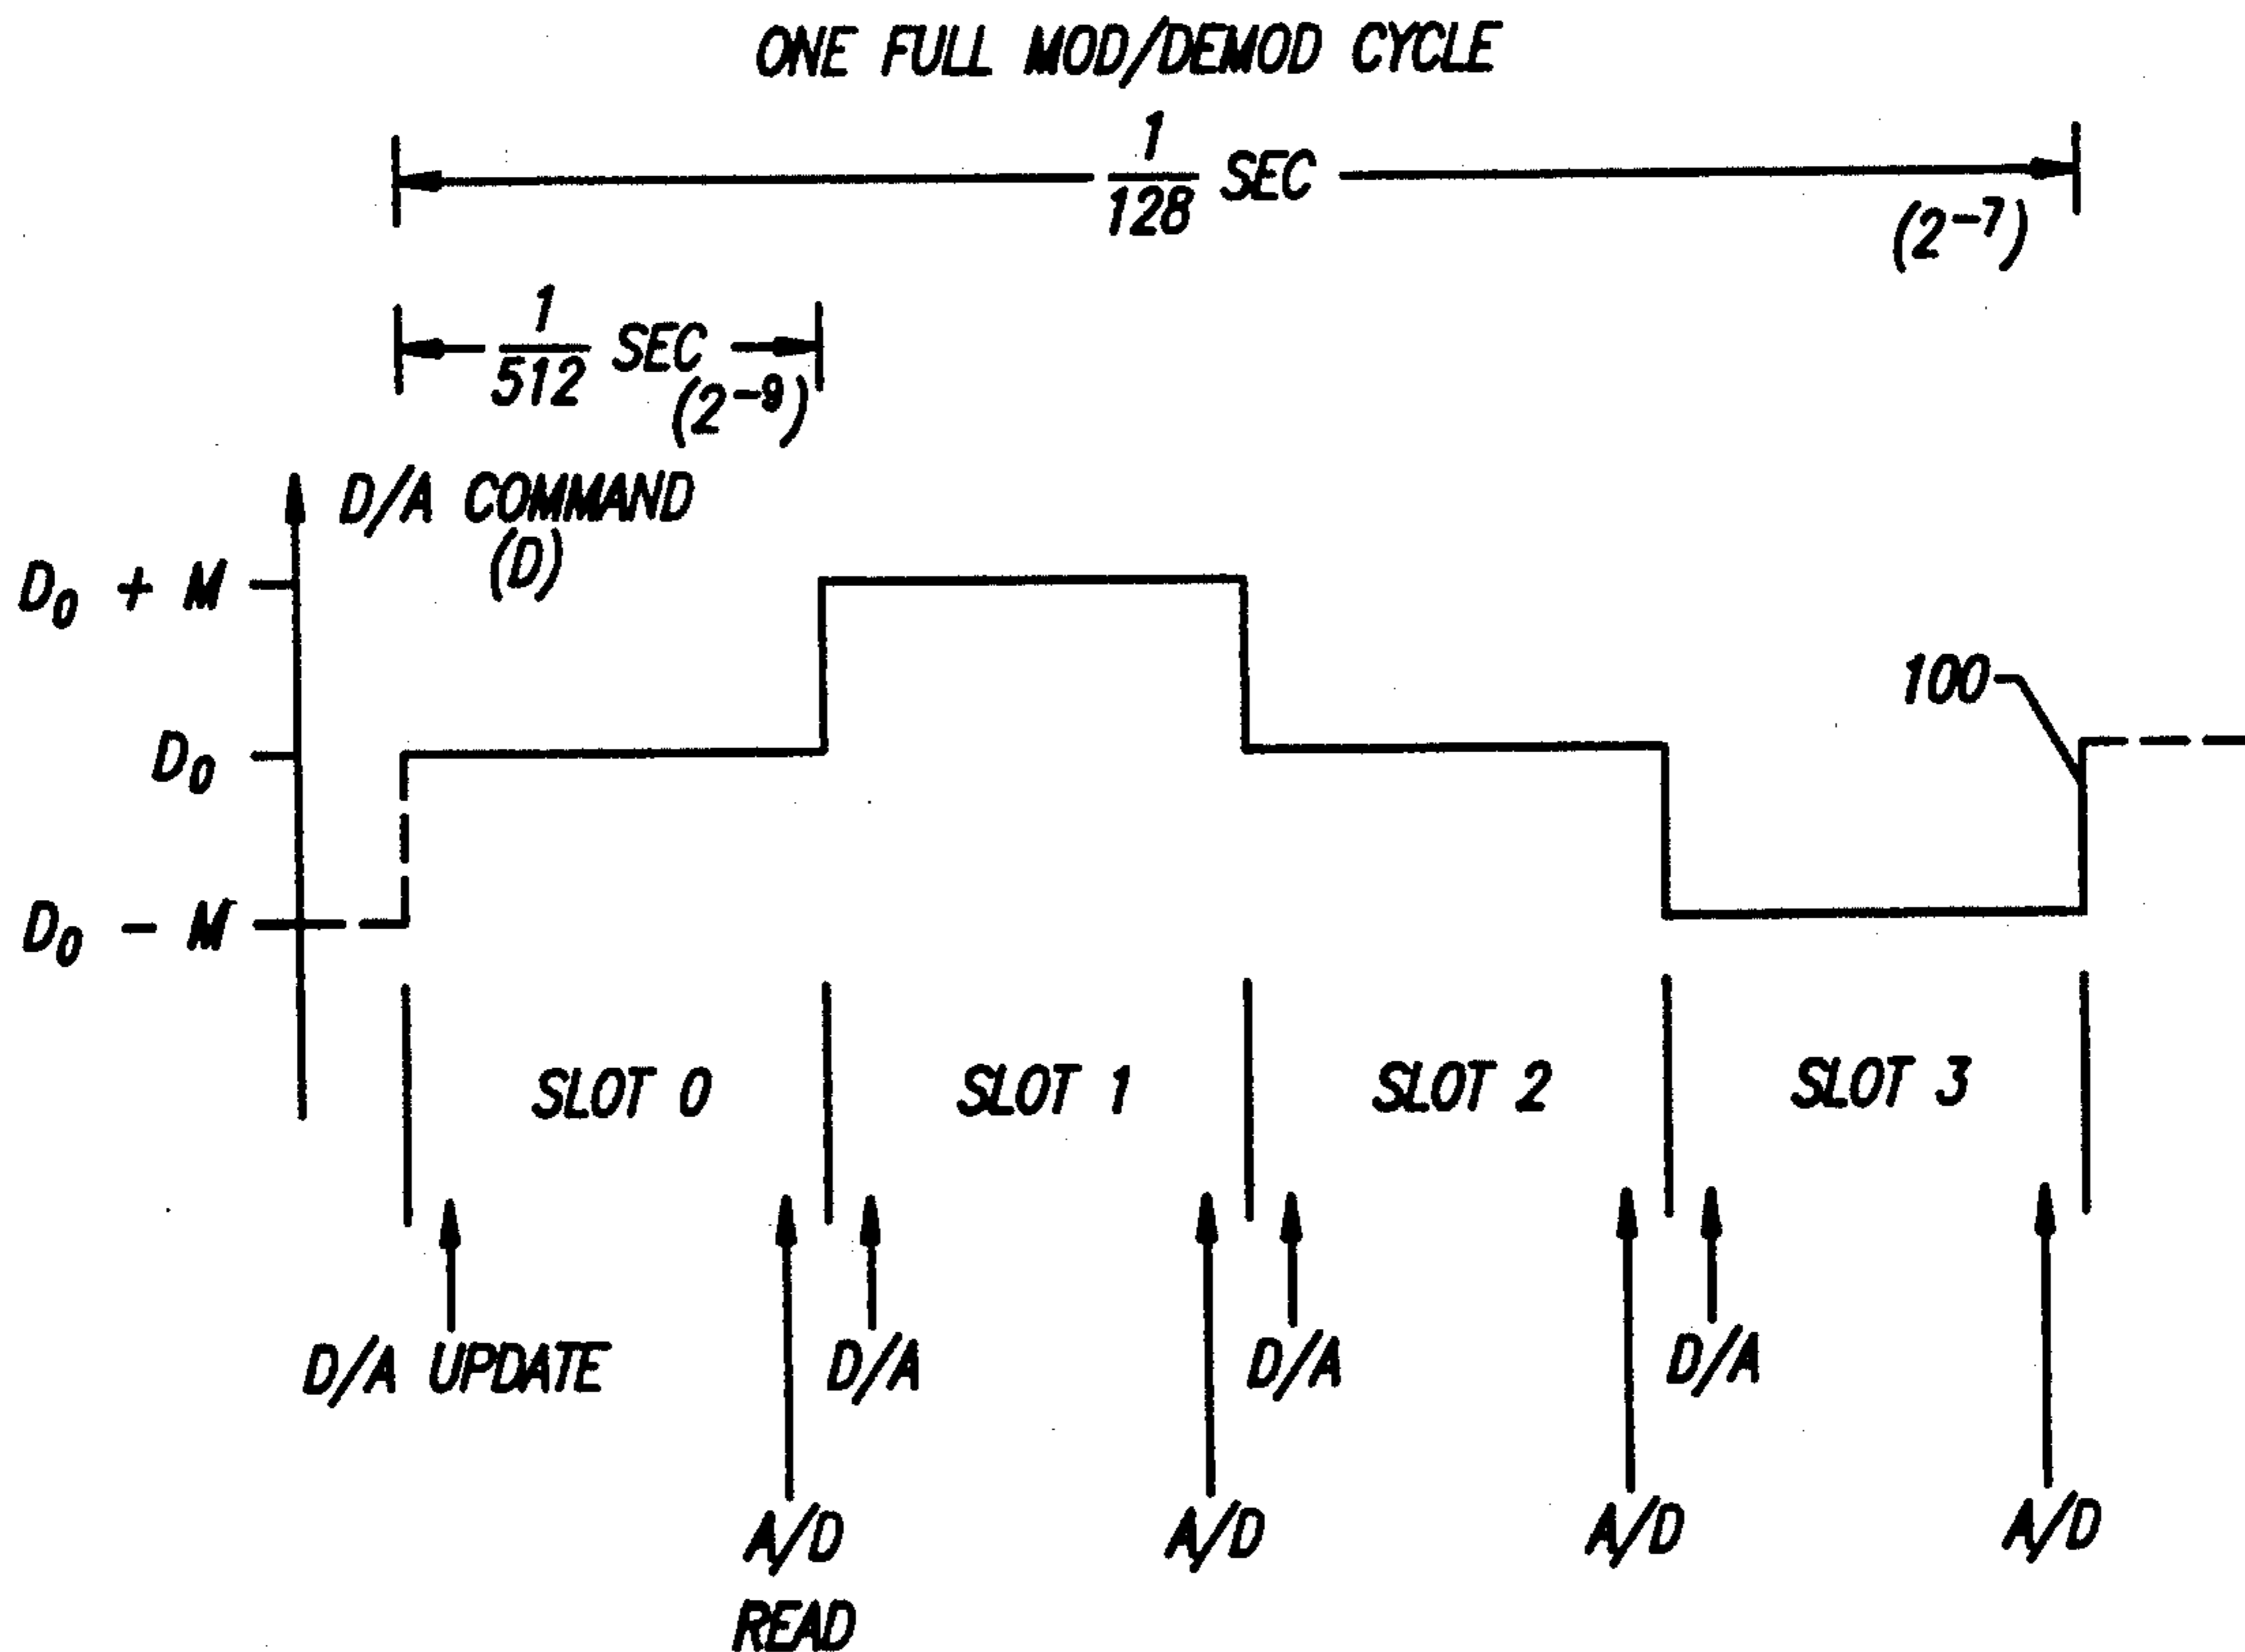 ONE FULL MOD/DEMOD CYCLE
1/128 SEC
(2⁻⁷)
1/512 SEC
(2⁻⁹)
D/A COMMAND
(D)
D₀ + M
100
D₀
D₀ - M
SLOT 0 SLOT 1 SLOT 2 SLOT 3
D/A UPDATE D/A D/A D/A
A/D A/D A/D A/D
READ